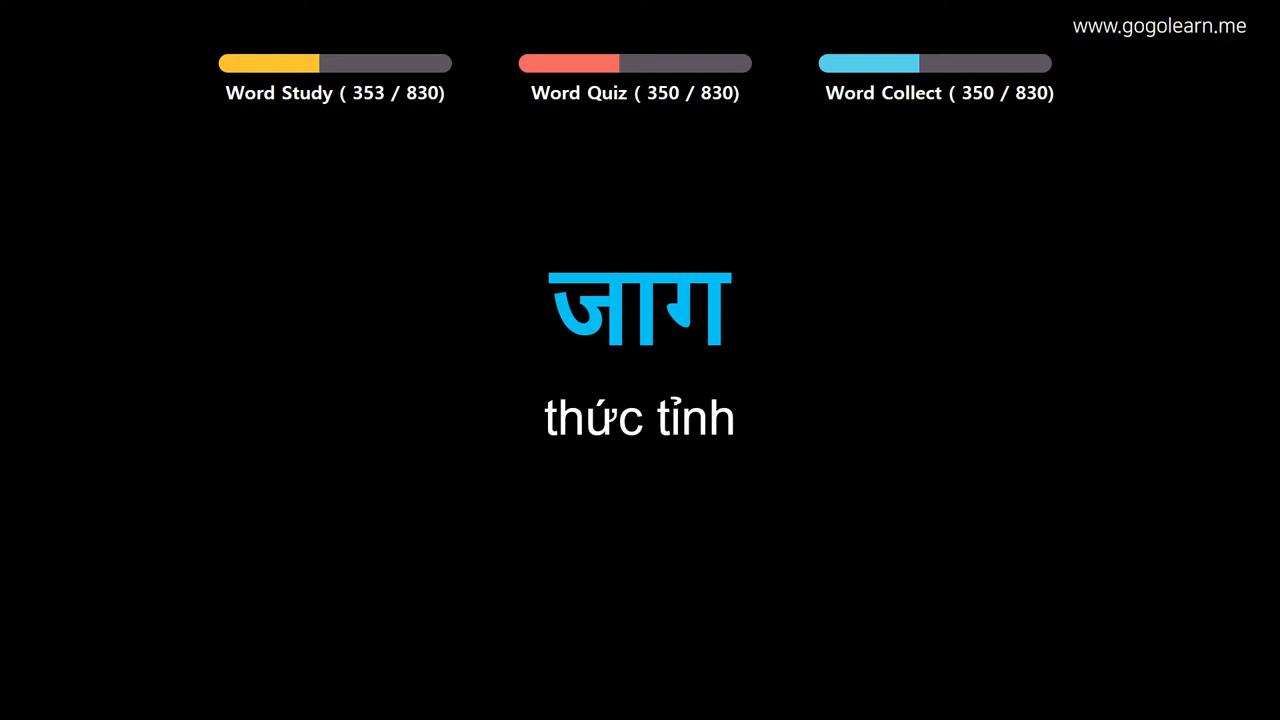 www.gogolearn.me
Word Study ( 353 / 830)
Word Quiz ( 350 / 830)
Word Collect ( 350 / 830)
जाग
thức tỉnh